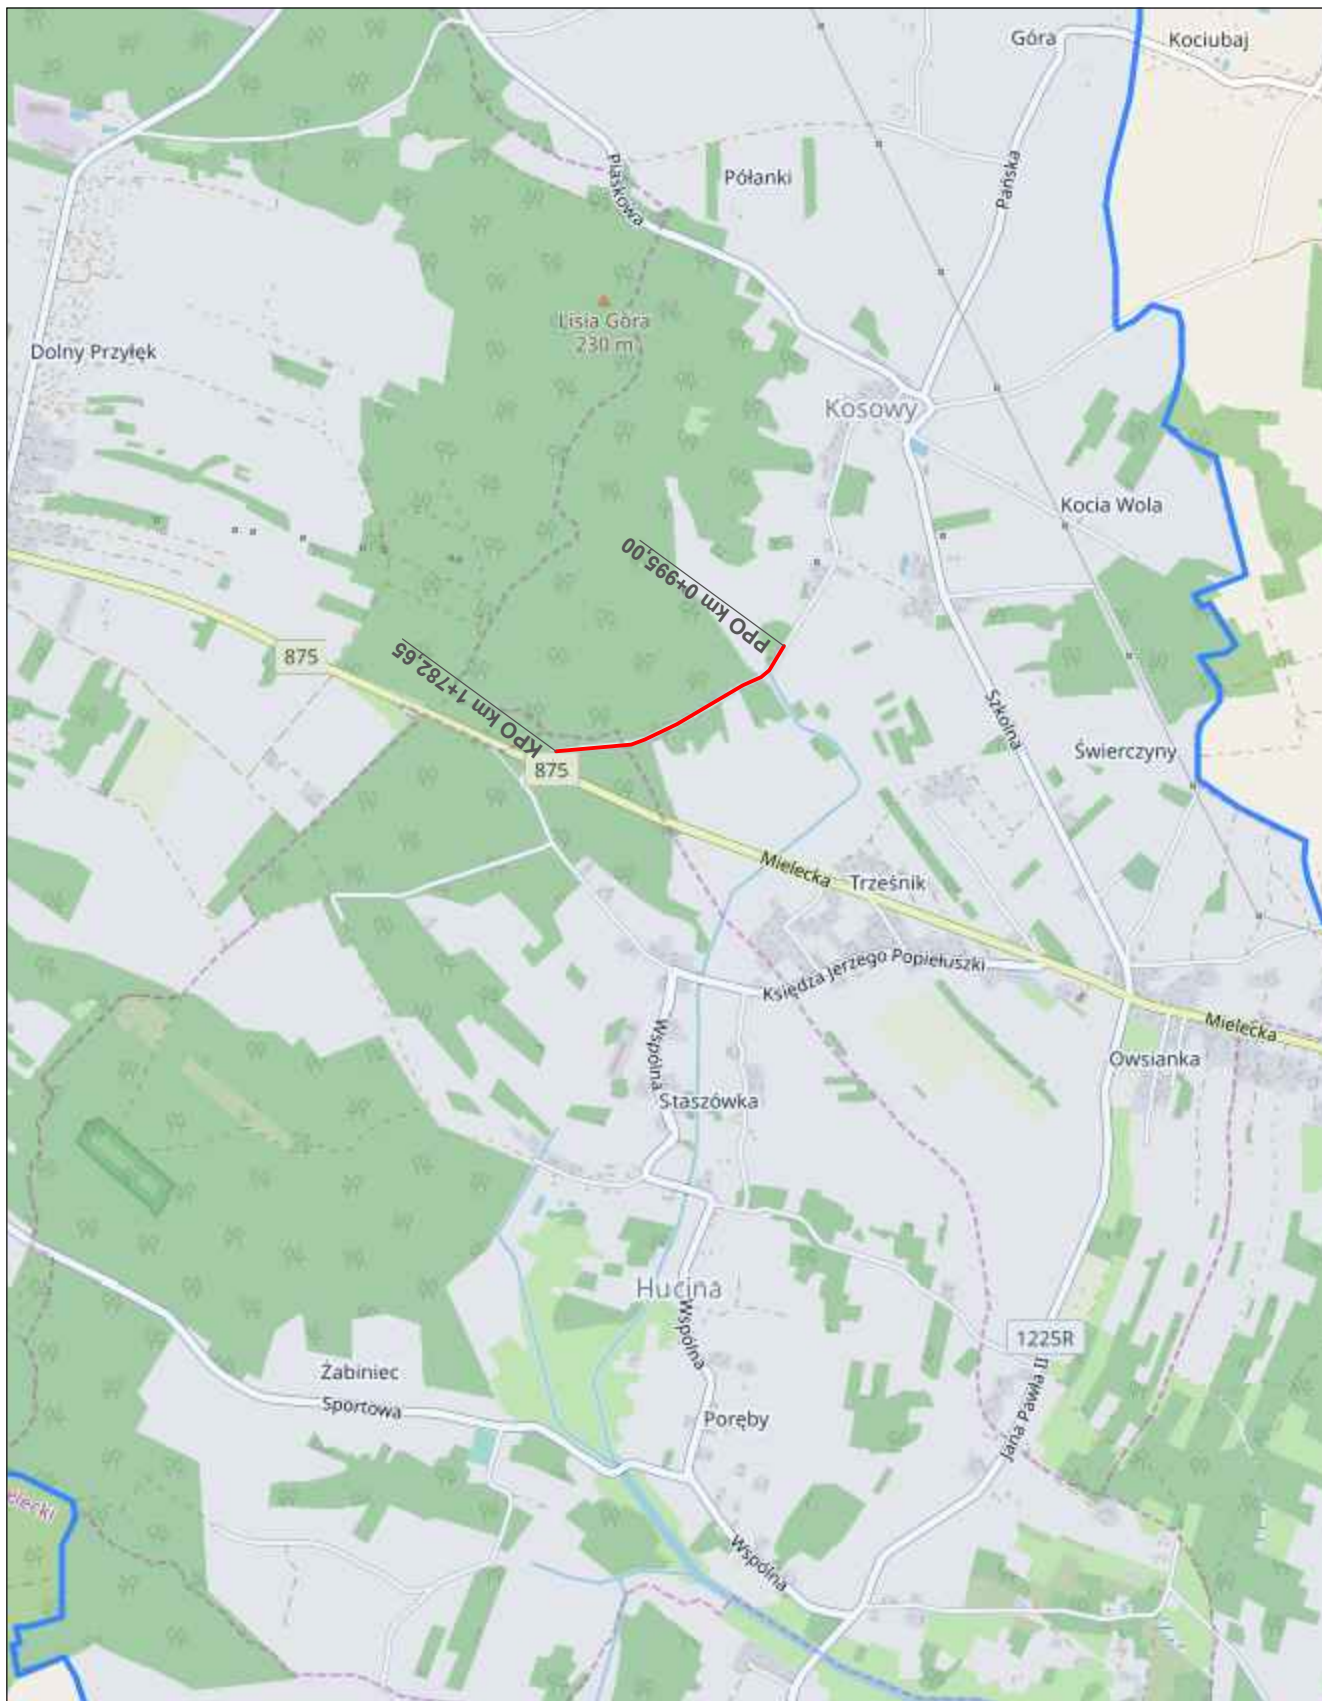 Góra
Kociubaj
Piaskowa
Półanki
Pańska
Lisia Góra
230 m
Dolny Przyłęk
Kosowy
Kocia Wola
PPO km 0+995,00
KPO km 1+782,65
875
875
Szkolna
Świerczyny
Mielecka
Trześnik
Księdza Jerzego Popiełuszki
Mielecka
Owsianka
Wspólna
Staszówka
Hucina
Wspólna
1225R
Żabiniec
Sportowa
Poręby
Jana Pawła II
elecki
Wspólna